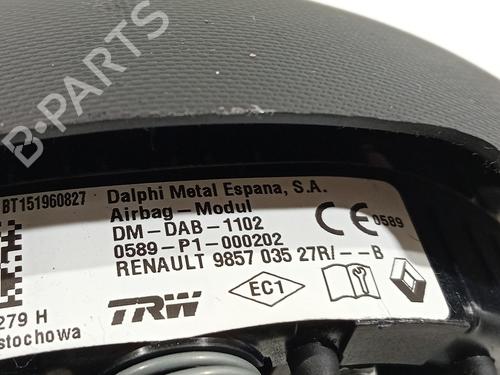 B-PARTS
BT151960827
Dalphi Metal Espana, S.A.
Airbag-Modul
DM-DAB-1102
0589-P1-000202
RENAULT 9857 035 27R/--B
CE 0589
TRW
EC1
279 H
stochowa